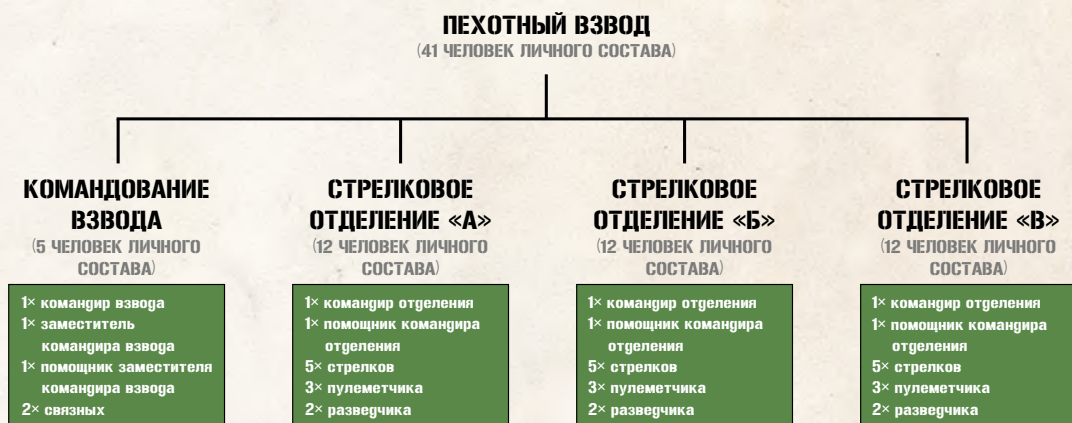 ПЕХОТНЫЙ ВЗВОД
(41 ЧЕЛОВЕК ЛИЧНОГО СОСТАВА)
КОМАНДОВАНИЕ
ВЗВОДА
(5 ЧЕЛОВЕК ЛИЧНОГО
СОСТАВА)
1× командир взвода
1× заместитель
командира взвода
1× помощник заместителя
командира взвода
2× связных
СТРЕЛКОВОЕ
ОТДЕЛЕНИЕ «А»
(12 ЧЕЛОВЕК ЛИЧНОГО
СОСТАВА)
1× командир отделения
1× помощник командира
отделения
5× стрелков
3× пулеметчика
2× разведчика
СТРЕЛКОВОЕ
ОТДЕЛЕНИЕ «Б»
(12 ЧЕЛОВЕК ЛИЧНОГО
СОСТАВА)
1× командир отделения
1× помощник командира
отделения
5× стрелков
3× пулеметчика
2× разведчика
СТРЕЛКОВОЕ
ОТДЕЛЕНИЕ «В»
(12 ЧЕЛОВЕК ЛИЧНОГО
СОСТАВА)
1× командир отделения
1× помощник командира
отделения
5× стрелков
3× пулеметчика
2× разведчика